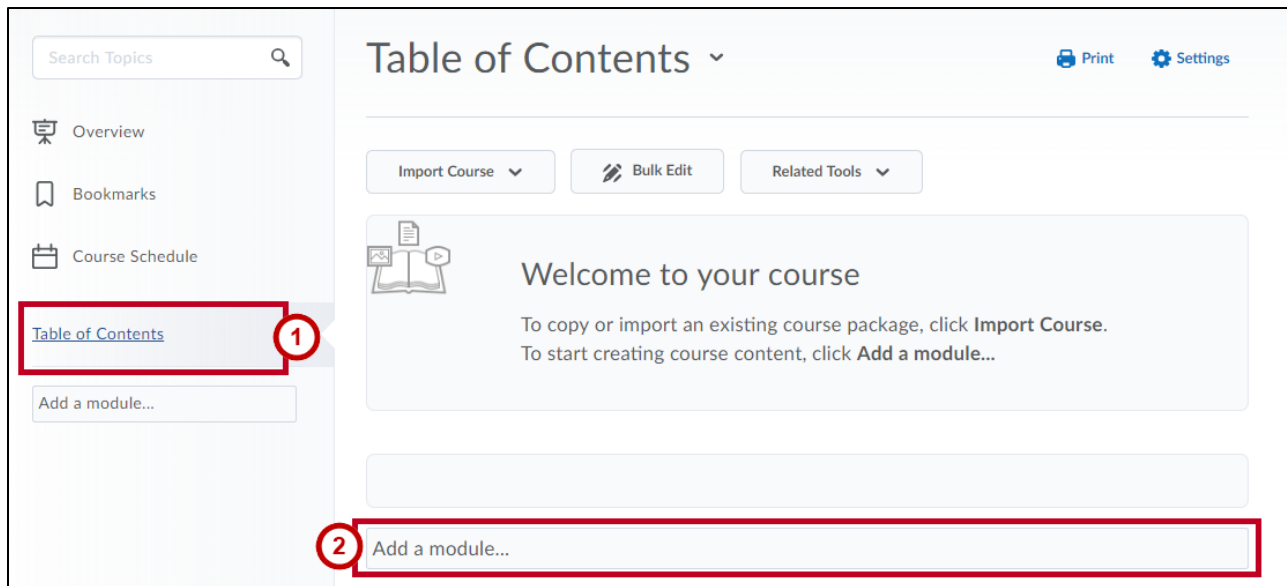 Search Topics
Overview
Bookmarks
Course Schedule
Table of Contents
1
Add a module...
Table of Contents
Print
Settings
Import Course
Bulk Edit
Related Tools
Welcome to your course
To copy or import an existing course package, click Import Course.
To start creating course content, click Add a module...
2
Add a module...